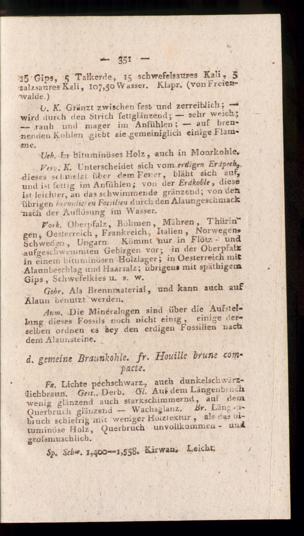 — 351 —
25 Gips, 5 Talkerde, 15 schwefelsaures Kali, 5
salzsaures Kali, 107,50 Wasser. Klapr. (von Freien-
walde.)
U. K. Gränzt zwischen fest und zerreiblich; —
wird durch den Strich fettglänzend; — sehr weich;
— rauh und mager im Anfühlen; — auf bren-
nenden Kohlen giebt sie gemeiniglich einige Flam-
me.
Ueb. In bituminöses Holz, auch in Moorkohle.
Verw. K. Unterscheidet sich vom erdigen Erdpech,
dieses schmelzt über dem Feuer, bläht sich auf,
und ist fettig im Anfühlen; von der Erdkohle, diese
ist leichter, an das schwimmende gränzend; von den
übrigen brennlichen Fossilien durch den Alaungeschmack
nach der Auflösung im Wasser.
Vork. Oberpfalz, Böhmen, Mähren, Thürin-
gen, Oesterreich, Frankreich, Italien, Norwegen,
Schweden, Ungarn. Kömmt nur in Flötz- und
aufgeschwemmten Gebirgen vor; in der Oberpfalz
in einem bituminösen Holzlager; in Oesterreich mit
Alaunbeschlag und Haarsalz; übrigens mit späthigem
Gips, Schwefelkies u. s. w.
Gebr. Als Brennmaterial, und kann auch auf
Alaun benutzt werden.
Anm. Die Mineralogen sind über die Aufstel-
lung dieses Fossils noch nicht einig, einige der-
selben ordnen es bey den erdigen Fossilien nach
dem Alaunsteine.
d. gemeine Braunkohle. fr. Houille brune com-
pacte.
Fa. Lichte pechschwarz, auch dunkelschwärz-
lichbraun. Gest. Derb. Gl. Auf dem Längenbruch
wenig glänzend auch starkschimmernd, auf dem
Querbruch glänzend — Wachsglanz. Br. Längen-
bruch schiefrig mit weniger Holztextur, als das bi-
tuminöse Holz, Querbruch unvollkommen- und
grofsmuschlich.
Sp. Schw. 1,400—1,558. Kirwan. Leicht.